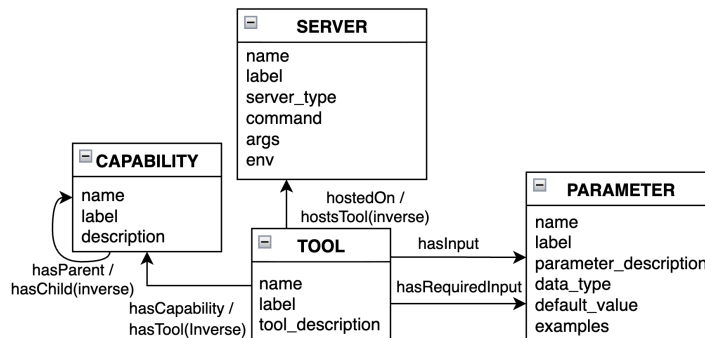 SERVER
name
label
server_type
command
args
env
CAPABILITY
name
label
description
hasParent /
hasChild(inverse)
hostedOn /
hostsTool(inverse)
TOOL
name
label
tool_description
hasCapability /
hasTool(Inverse)
hasInput
hasRequiredInput
PARAMETER
name
label
parameter_description
data_type
default_value
examples